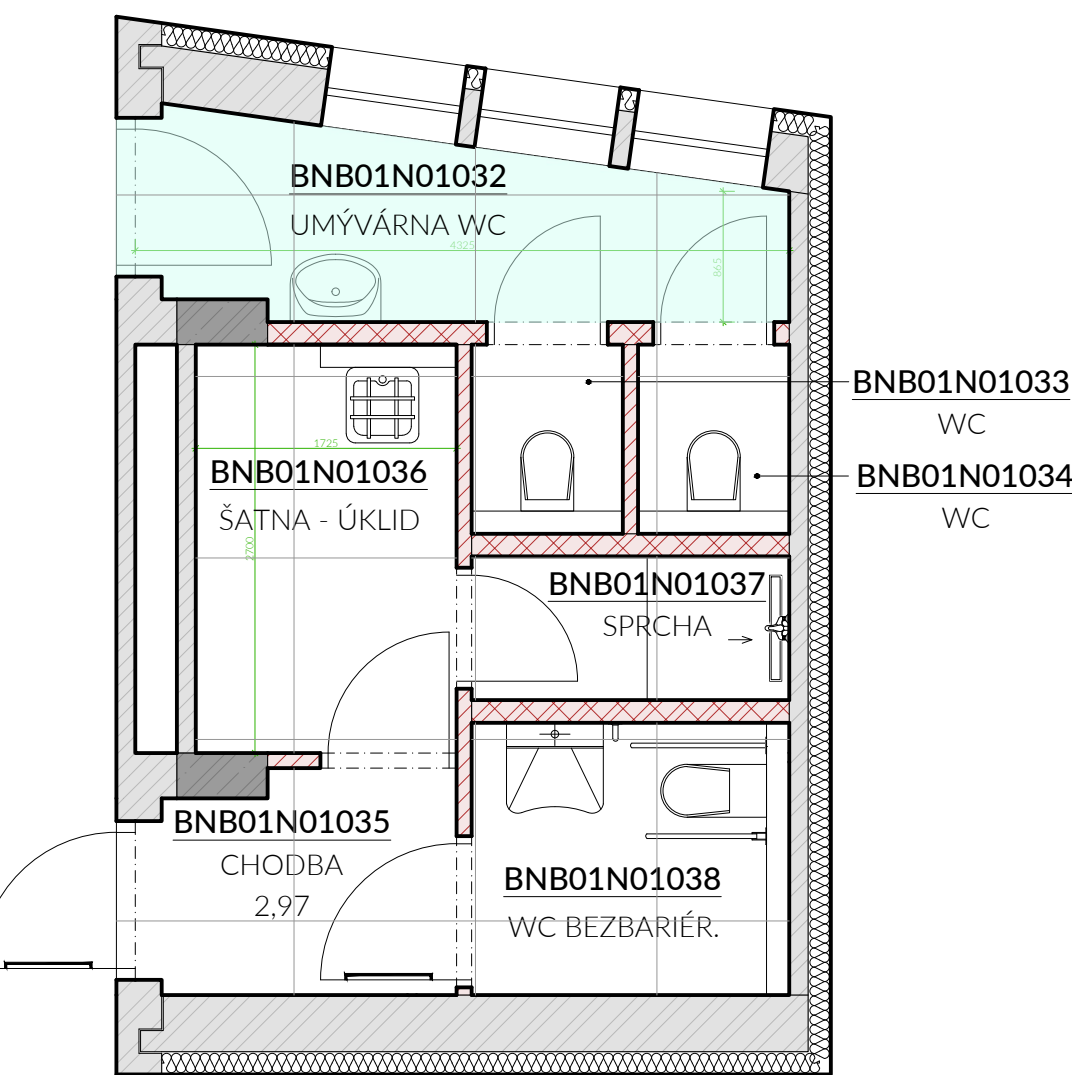 BNB01N01032
UMÝVÁRNA WC
4325
865
BNB01N01033
WC
1725
BNB01N01036
ŠATNA - ÚKLID
2700
BNB01N01034
WC
BNB01N01037
SPRCHA
BNB01N01035
CHODBA
2,97
BNB01N01038
WC BEZBARIÉR.